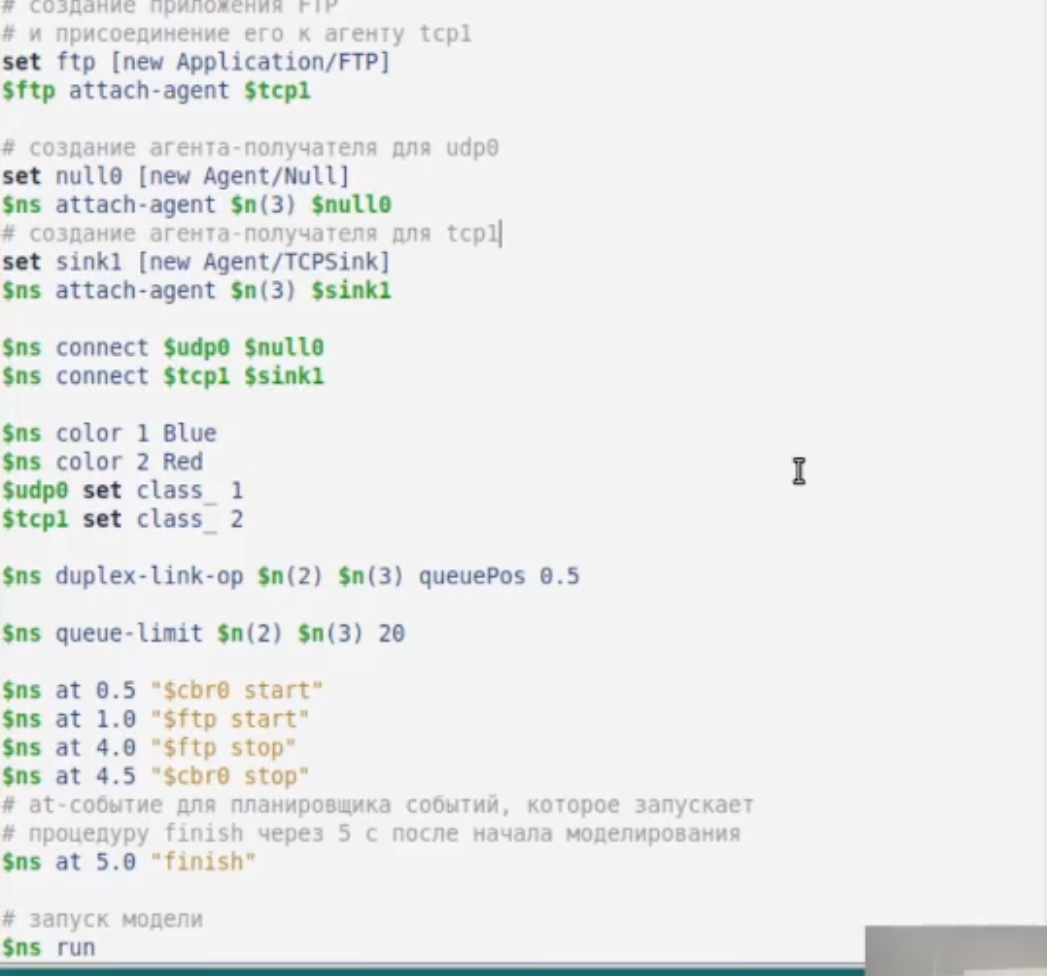 # создание приложения FTP
# и присоединение его к агенту tcp1
set ftp [new Application/FTP]
$ftp attach-agent $tcp1
# создание агента-получателя для udp0
set null0 [new Agent/Null]
$ns attach-agent $n(3) $null0
# создание агента-получателя для tcp1
set sink1 [new Agent/TCPSink]
$ns attach-agent $n(3) $sink1
$ns connect $udp0 $null0
$ns connect $tcp1 $sink1
$ns color 1 Blue
$ns color 2 Red
$udp0 set class_ 1
$tcp1 set class_ 2
$ns duplex-link-op $n(2) $n(3) queuePos 0.5
$ns queue-limit $n(2) $n(3) 20
$ns at 0.5 "$cbr0 start"
$ns at 1.0 "$ftp start"
$ns at 4.0 "$ftp stop"
$ns at 4.5 "$cbr0 stop"
# at-событие для планировщика событий, которое запускает
# процедуру finish через 5 с после начала моделирования
$ns at 5.0 "finish"
# запуск модели
$ns run